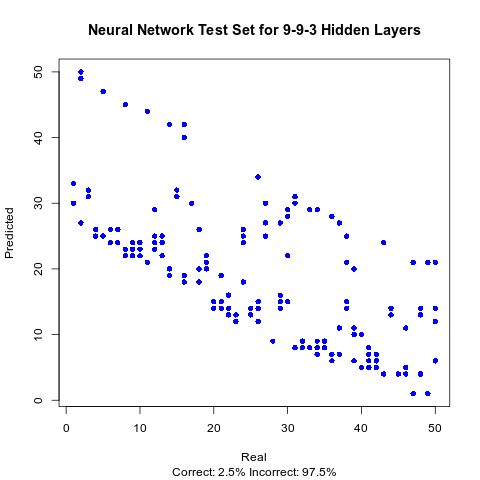 Neural Network Test Set for 9-9-3 Hidden Layers
Predicted
50
40
30
20
10
0
0 10 20 30 40 50
Real
Correct: 2.5% Incorrect: 97.5%